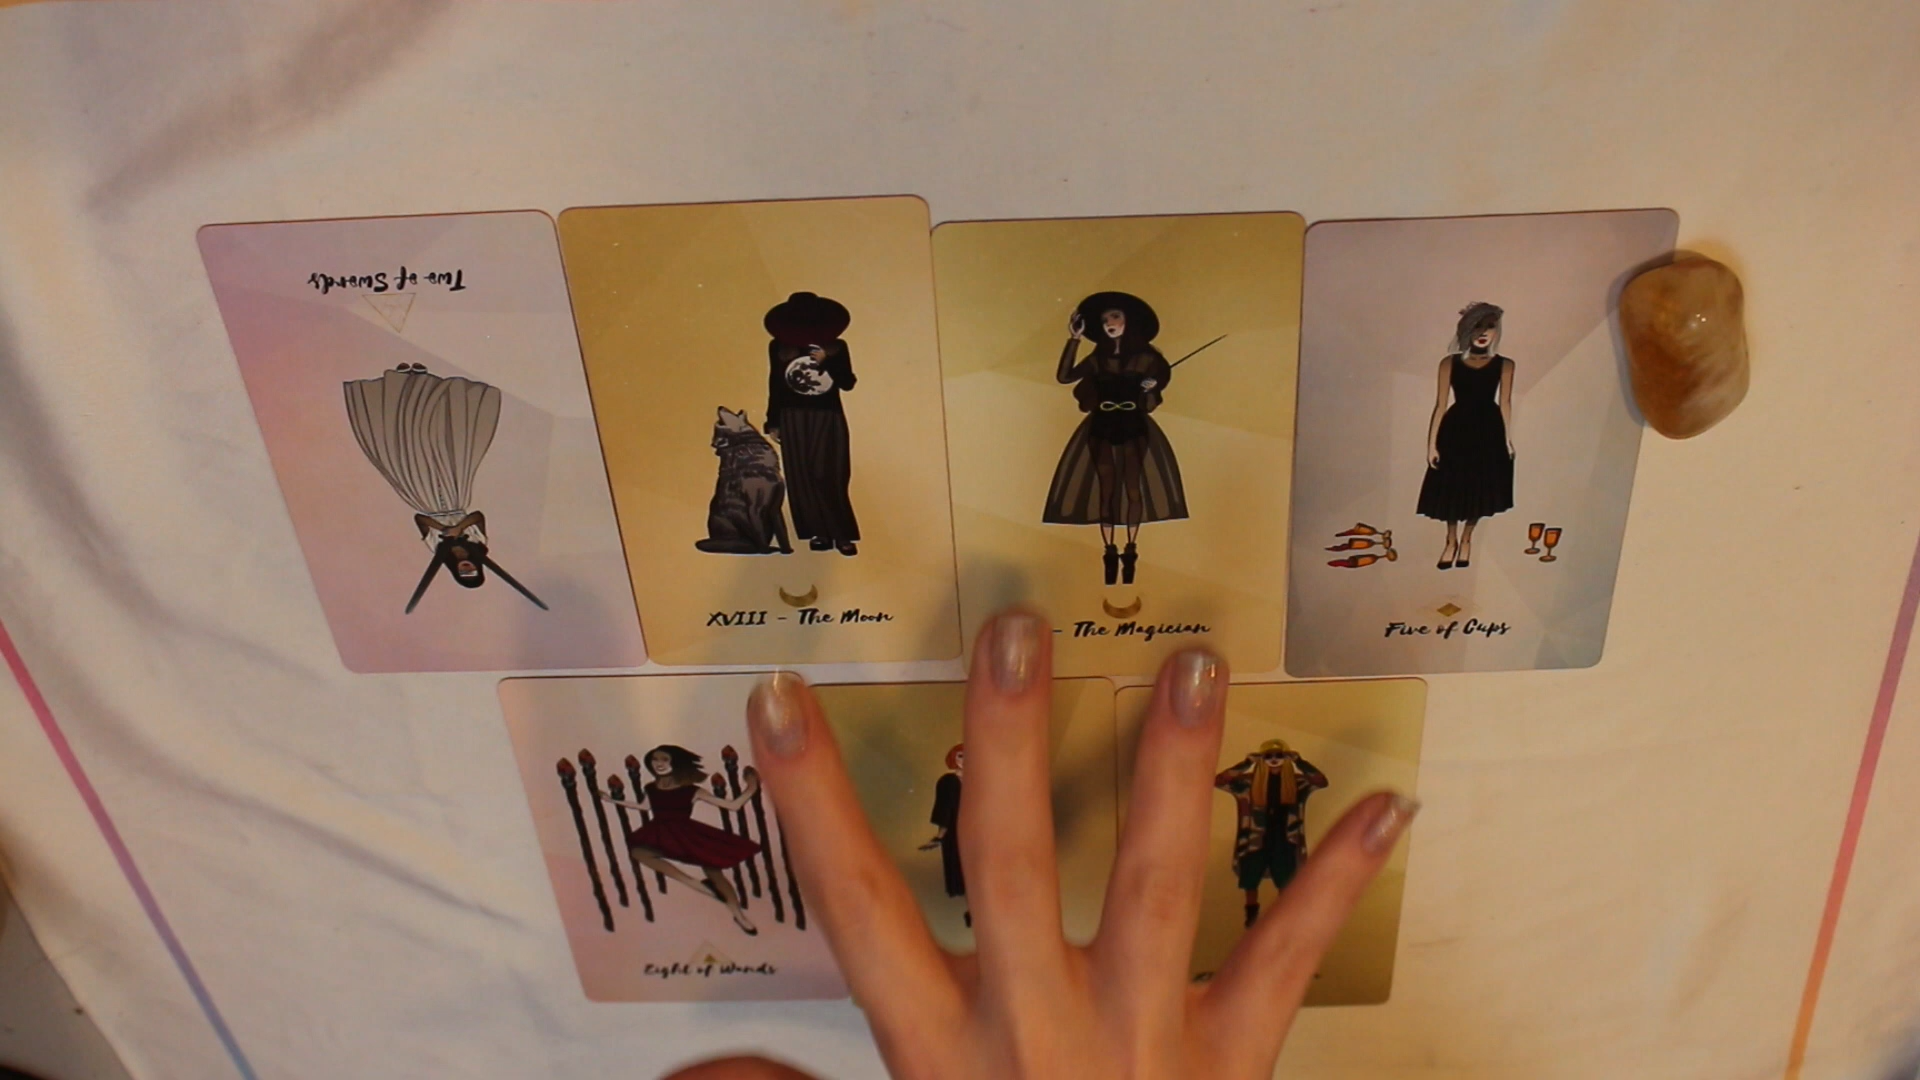 Two of Swords
XVIII - The Moon
- The Magician
Five of Cups
Eight of Wands